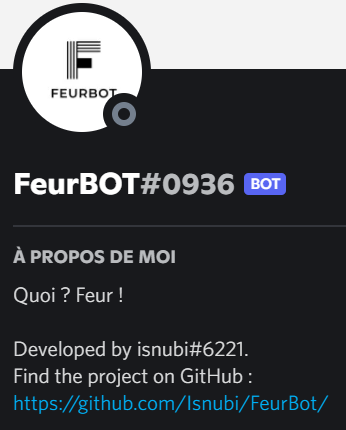 F
FEURBOT
FeurBOT#0936 BOT
À PROPOS DE MOI
Quoi ? Feur !
Developed by isnubi#6221.
Find the project on GitHub :
https://github.com/Isnubi/FeurBot/